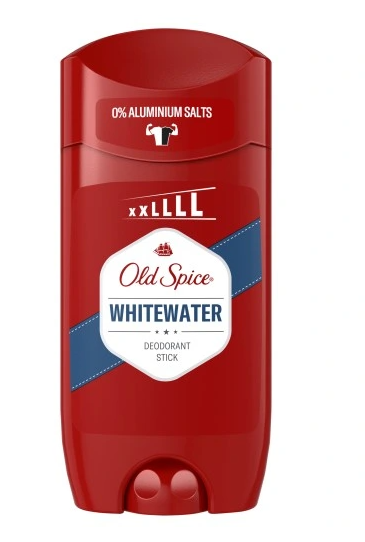 0% ALUMINIUM SALTS
xxLLLL
Old Spice®
WHITEWATER
DEODORANT
STICK